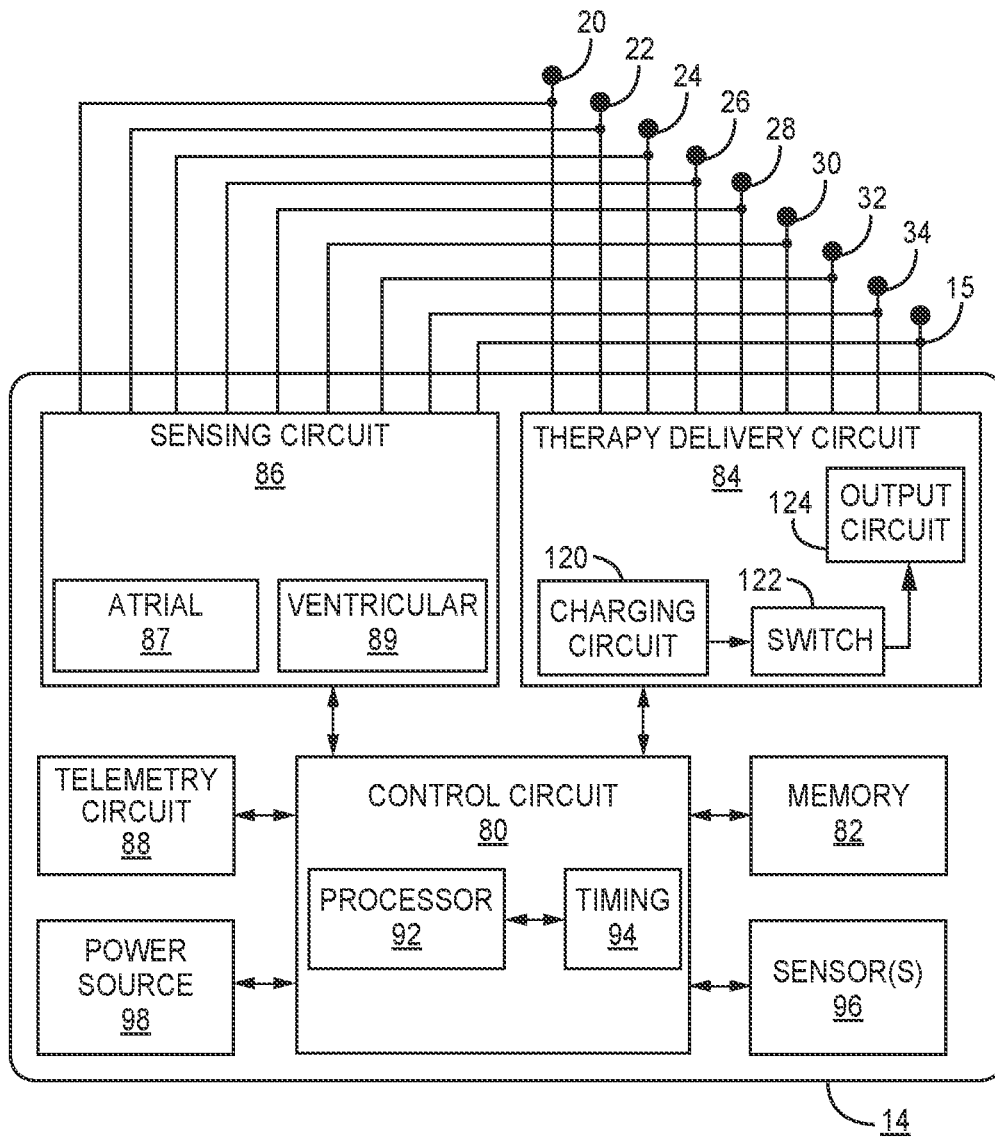 20
22
24
26
28
30
32
34
15
SENSING CIRCUIT
86
ATRIAL
87
VENTRICULAR
89
THERAPY DELIVERY CIRCUIT
84
124
OUTPUT
CIRCUIT
120
CHARGING
CIRCUIT
122
SWITCH
TELEMETRY
CIRCUIT
88
CONTROL CIRCUIT
80
MEMORY
82
PROCESSOR
92
TIMING
94
POWER
SOURCE
98
SENSOR(S)
96
14